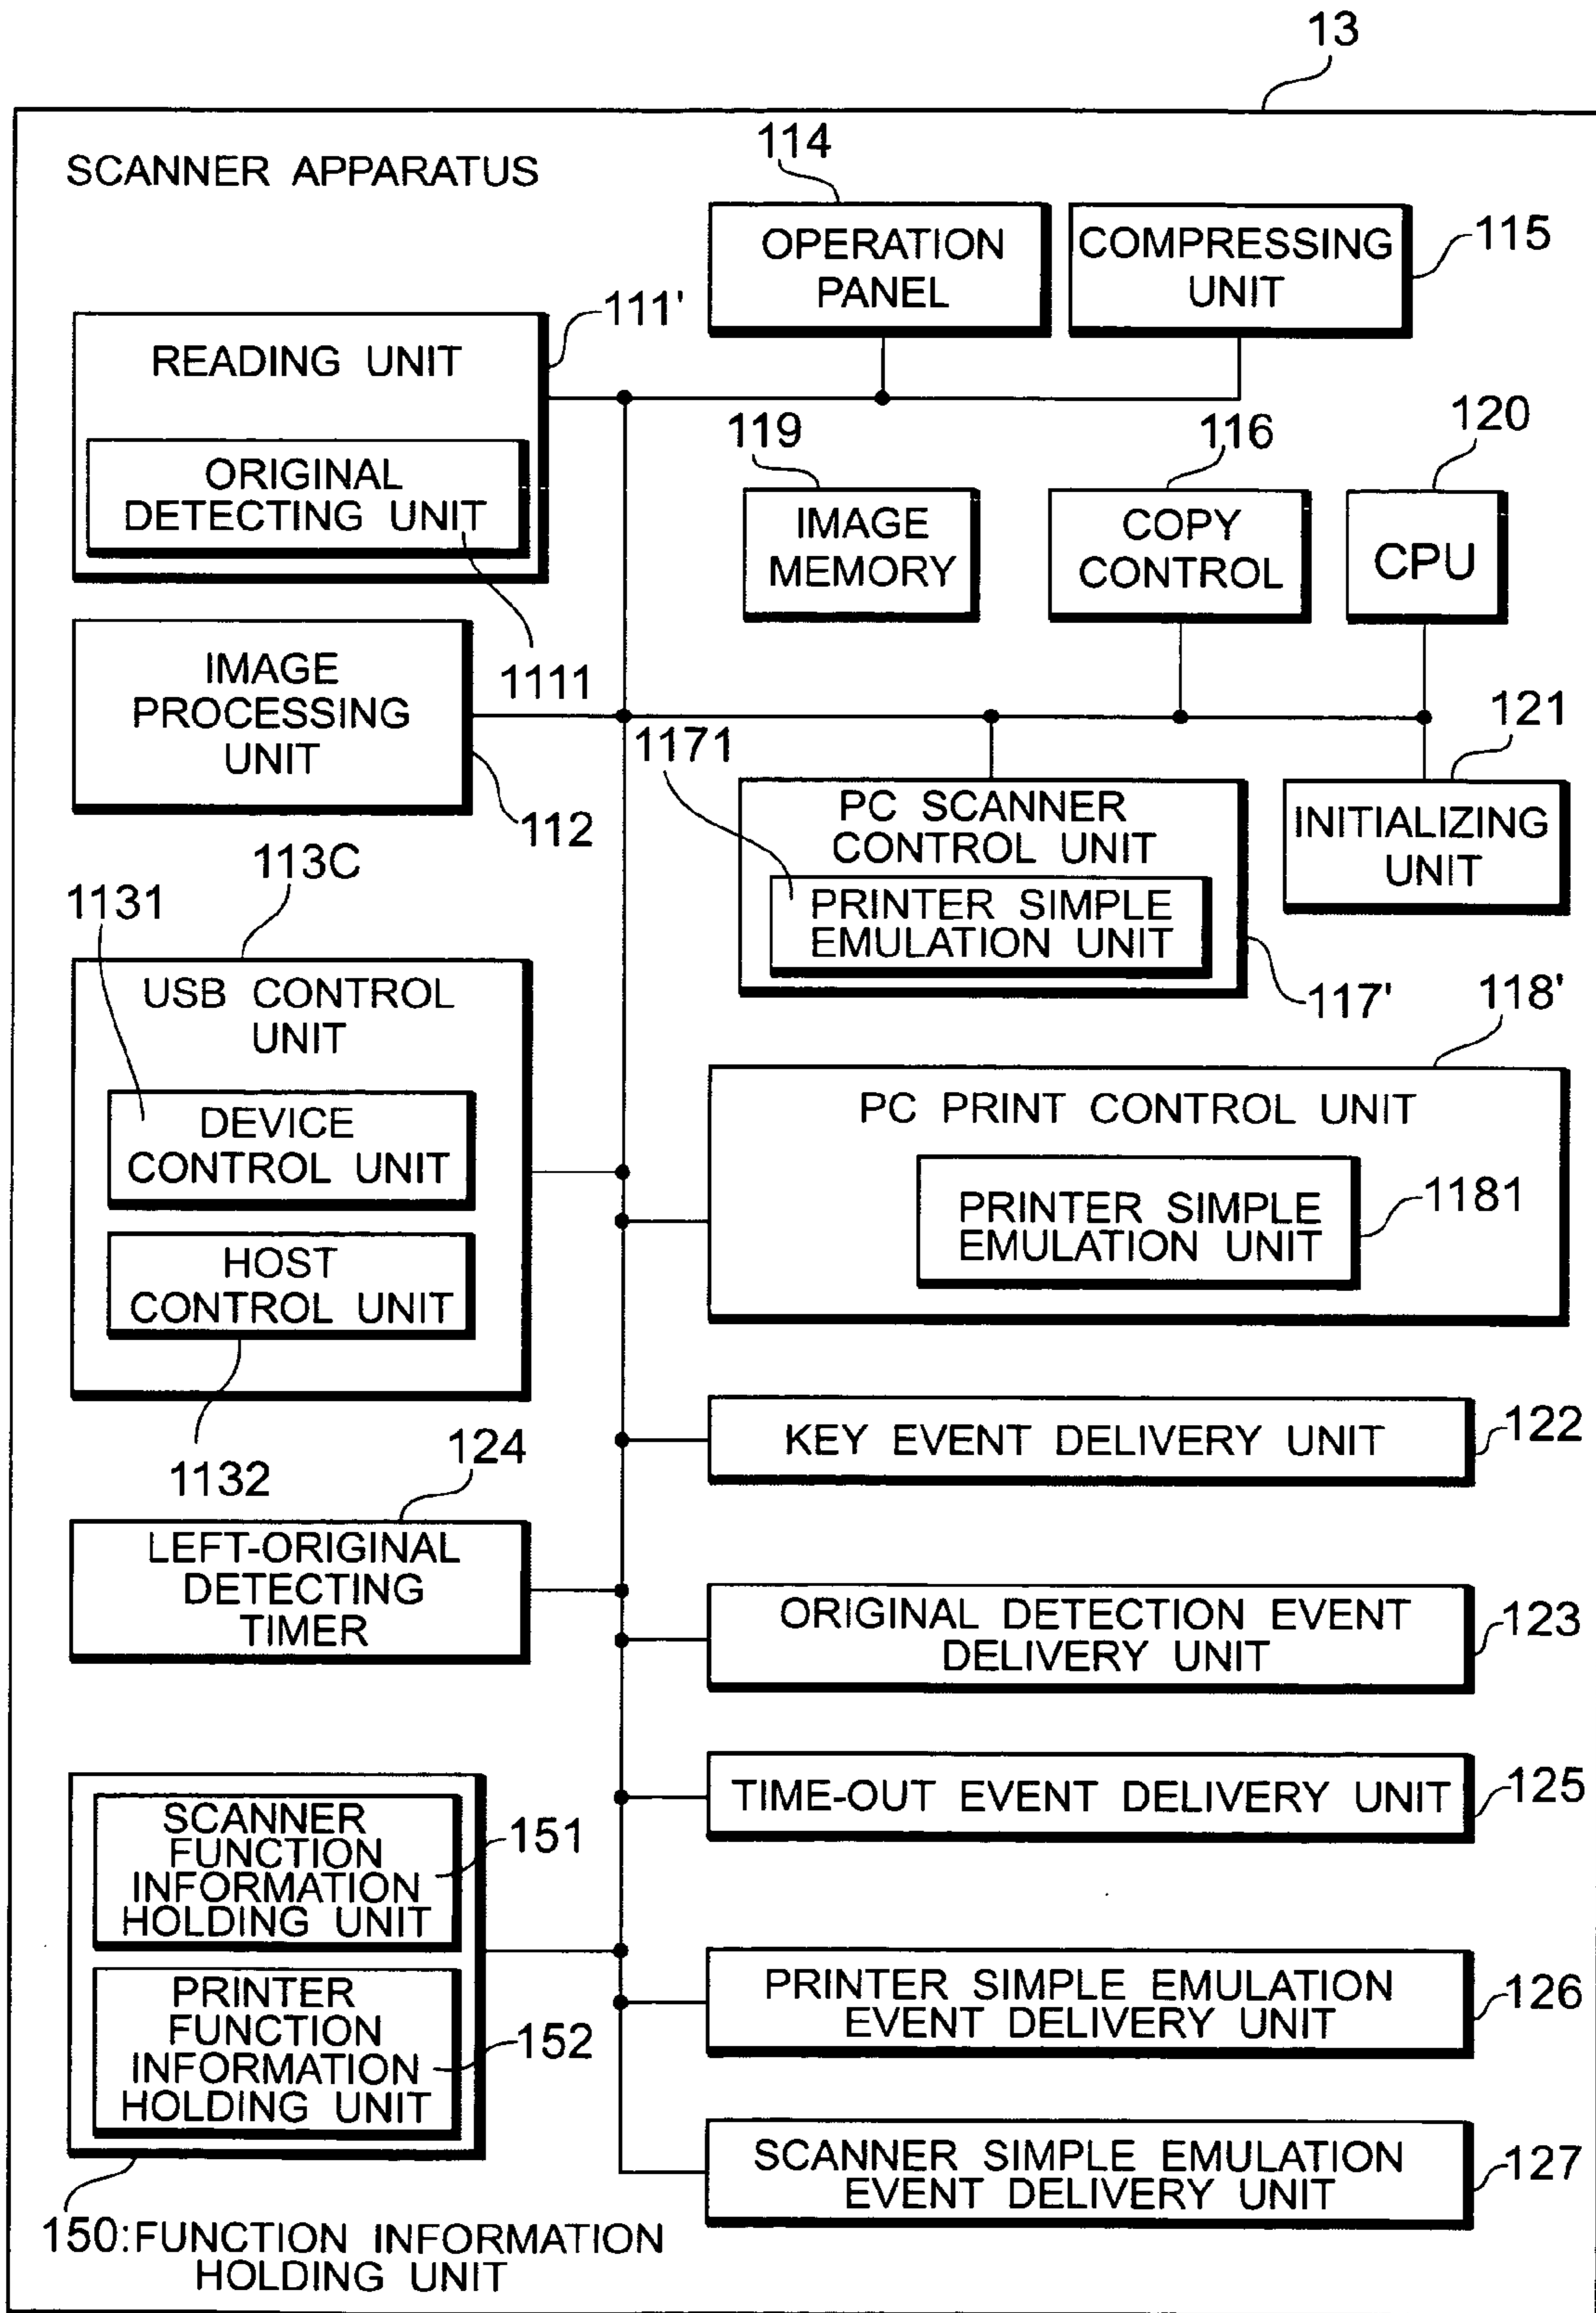 13
SCANNER APPARATUS
114
OPERATION
PANEL
COMPRESSING
UNIT
115
111'
READING UNIT
ORIGINAL
DETECTING UNIT
1111
119
IMAGE
MEMORY
116
COPY
CONTROL
120
CPU
IMAGE
PROCESSING
UNIT
112
1171
PC SCANNER
CONTROL UNIT
PRINTER SIMPLE
EMULATION UNIT
117'
121
INITIALIZING
UNIT
113C
1131
USB CONTROL
UNIT
DEVICE
CONTROL UNIT
HOST
CONTROL UNIT
1132
118'
PC PRINT CONTROL UNIT
PRINTER SIMPLE
EMULATION UNIT
1181
KEY EVENT DELIVERY UNIT
122
124
LEFT-ORIGINAL
DETECTING
TIMER
ORIGINAL DETECTION EVENT
DELIVERY UNIT
123
TIME-OUT EVENT DELIVERY UNIT
125
SCANNER
FUNCTION
INFORMATION
HOLDING UNIT
151
PRINTER
FUNCTION
INFORMATION
HOLDING UNIT
152
150:FUNCTION INFORMATION
HOLDING UNIT
PRINTER SIMPLE EMULATION
EVENT DELIVERY UNIT
126
SCANNER SIMPLE EMULATION
EVENT DELIVERY UNIT
127